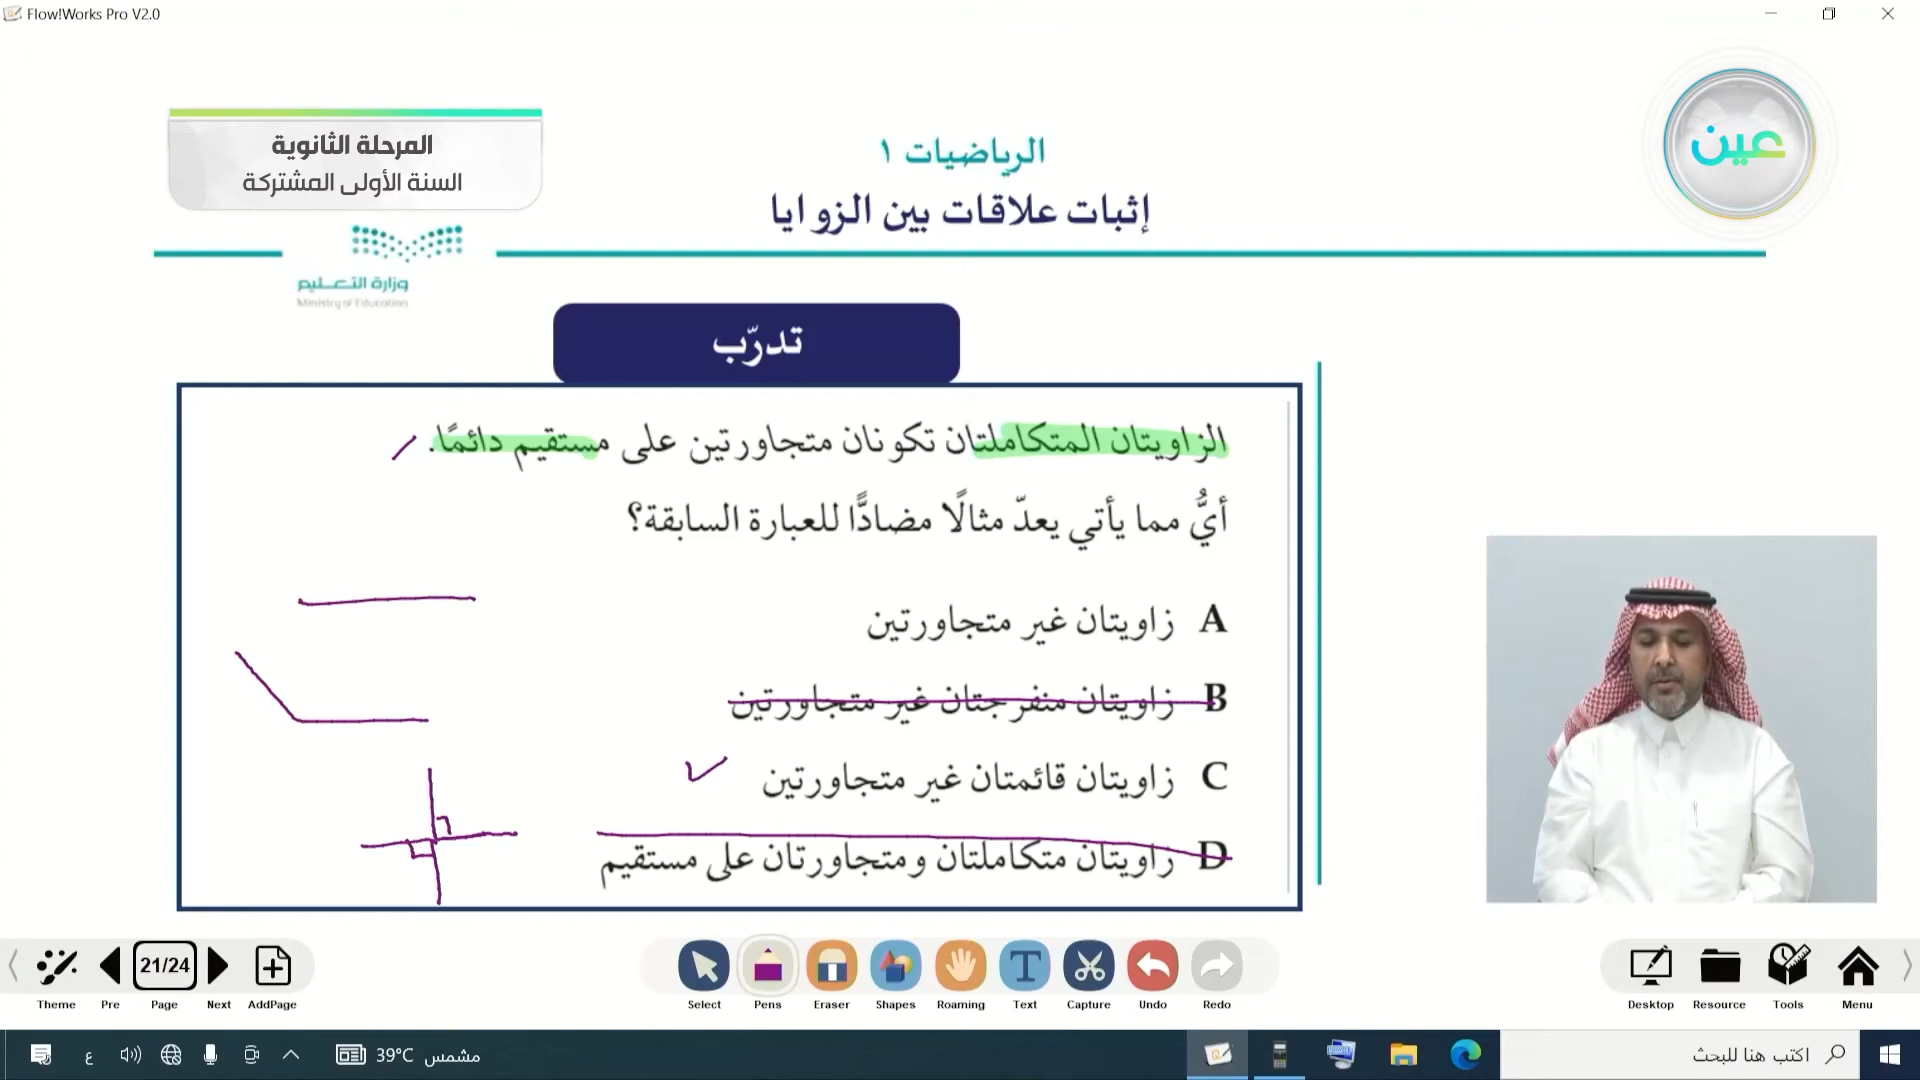 Flow!Works Pro V2.0
عين
الرياضيات ١
إثبات علاقات بين الزوايا
المرحلة الثانوية
السنة الأولى المشتركة
وزارة التعليم
Ministry of Education
تدرّب
الزاويتان المتكاملتان تكونان متجاورتين على مستقيم دائمًا.
أيُّ مما يأتي يعدّ مثالًا مضادًّا للعبارة السابقة؟
A زاويتان غير متجاورتين
B زاويتان منفرجتان غير متجاورتين
C زاويتان قائمتان غير متجاورتين
D زاويتان متكاملتان ومتجاورتان على مستقيم
21/24
Theme Pre Page Next AddPage
Select Pens Eraser Shapes Roaming Text Capture Undo Redo
Desktop Resource Tools Menu
ع
39°C مشمس
اكتب هنا للبحث